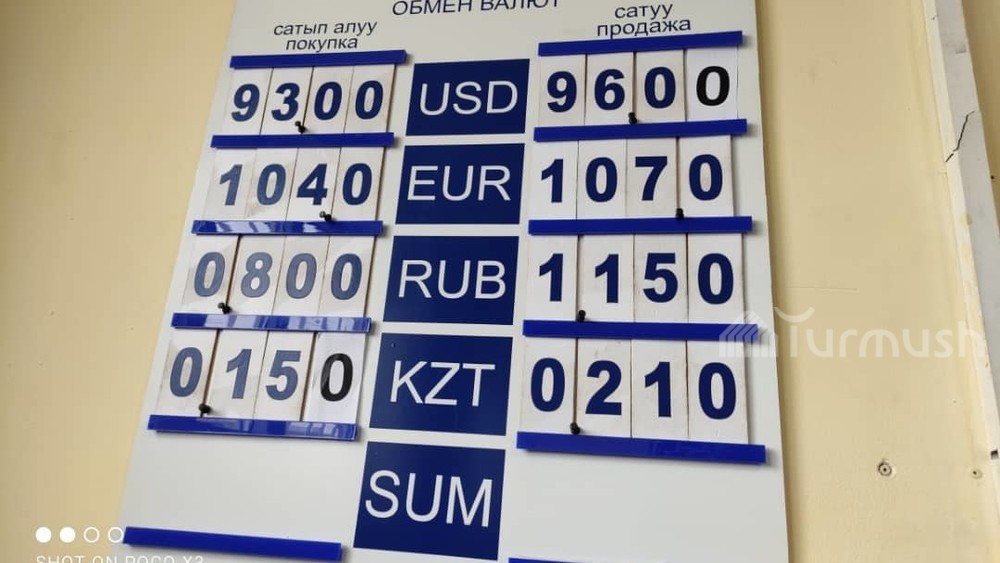 ОБМЕН ВАЛЮТ
сатып алуу
покупка
сатуу
продажа
9300 USD 9600
1040 EUR 1070
0800 RUB 1150
0150 KZT 0210
SUM
Turmush
SHOT ON POCO X3